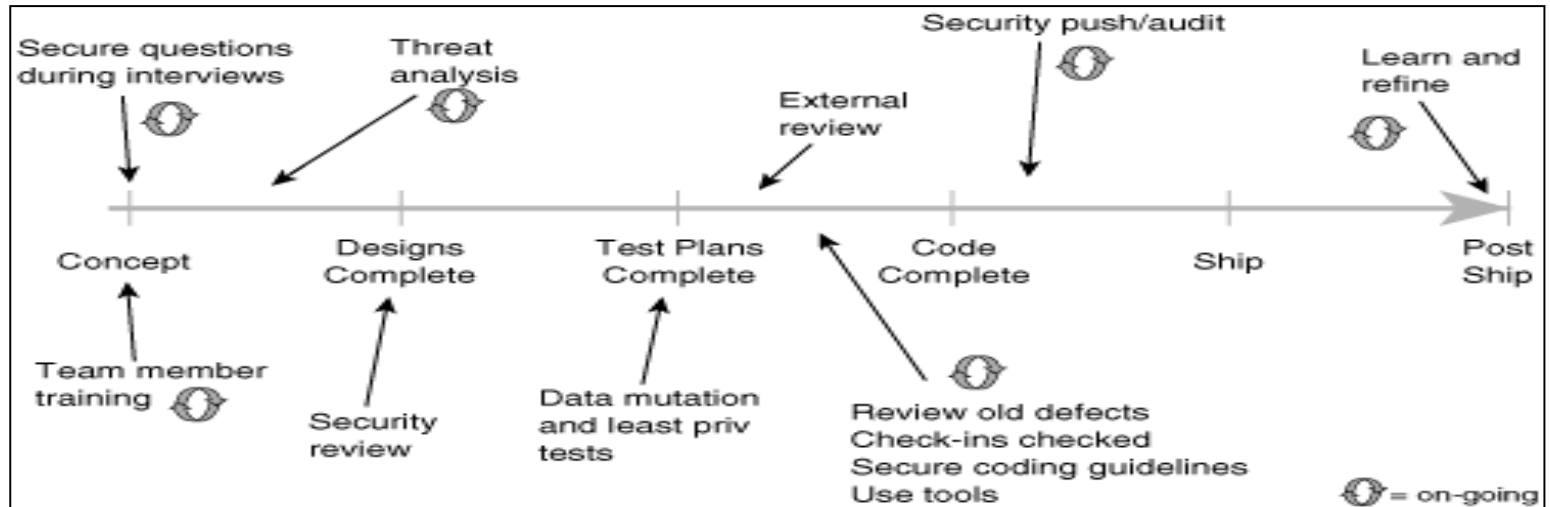 Secure questions
during interviews
Threat
analysis
External
review
Security push/audit
Learn and
refine
Concept
Designs
Complete
Test Plans
Complete
Code
Complete
Ship
Post
Ship
Team member
training
Security
review
Data mutation
and least priv
tests
Review old defects
Check-ins checked
Secure coding guidelines
Use tools
= on-going